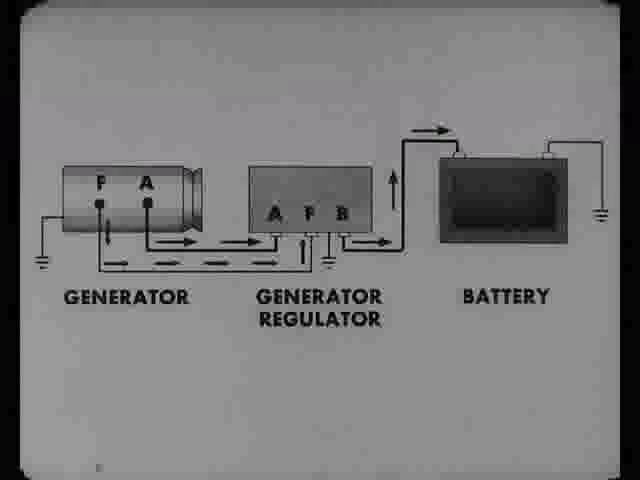 F A
A F B
GENERATOR
GENERATOR
REGULATOR
BATTERY